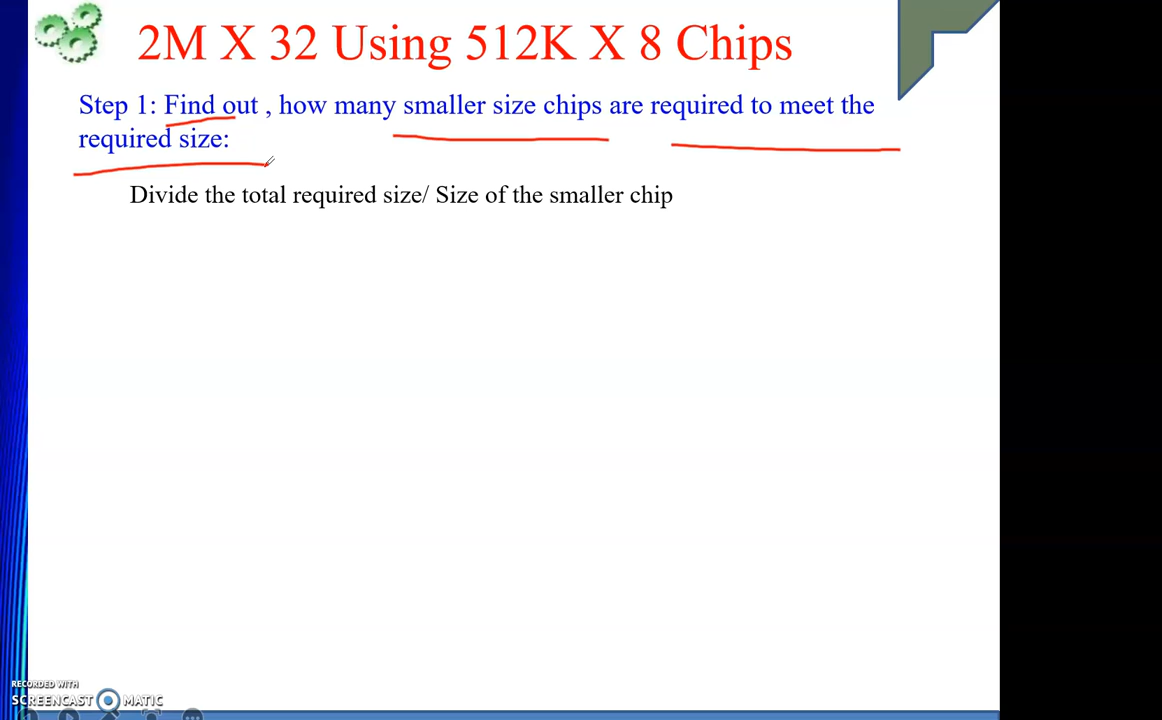 2M X 32 Using 512K X 8 Chips
Step 1: Find out , how many smaller size chips are required to meet the
required size:
Divide the total required size/ Size of the smaller chip
RECORDED WITH
SCREENCAST MATIC